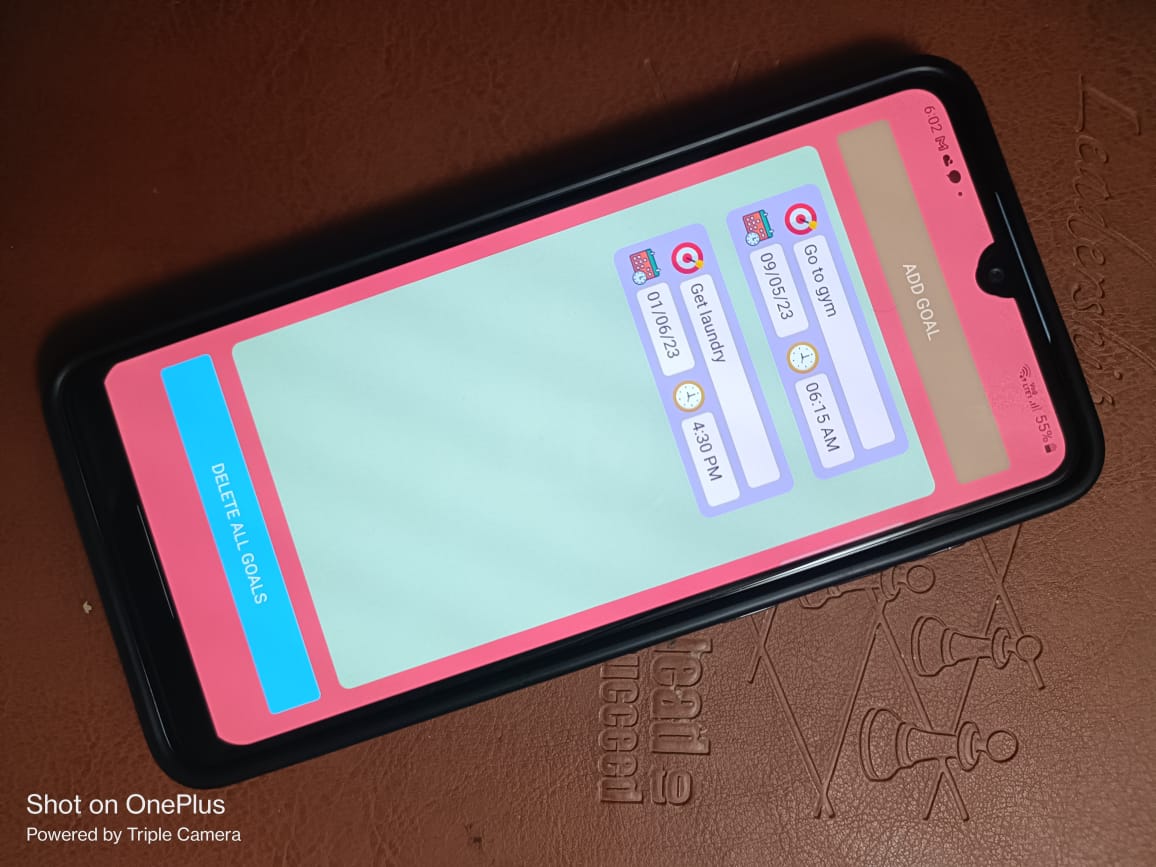 6:02
55%
ADD GOAL
Go to gym
09/05/23
06:15 AM
Get laundry
01/06/23
4:30 PM
DELETE ALL GOALS
Leadership
lead &
succeed
Shot on OnePlus
Powered by Triple Camera